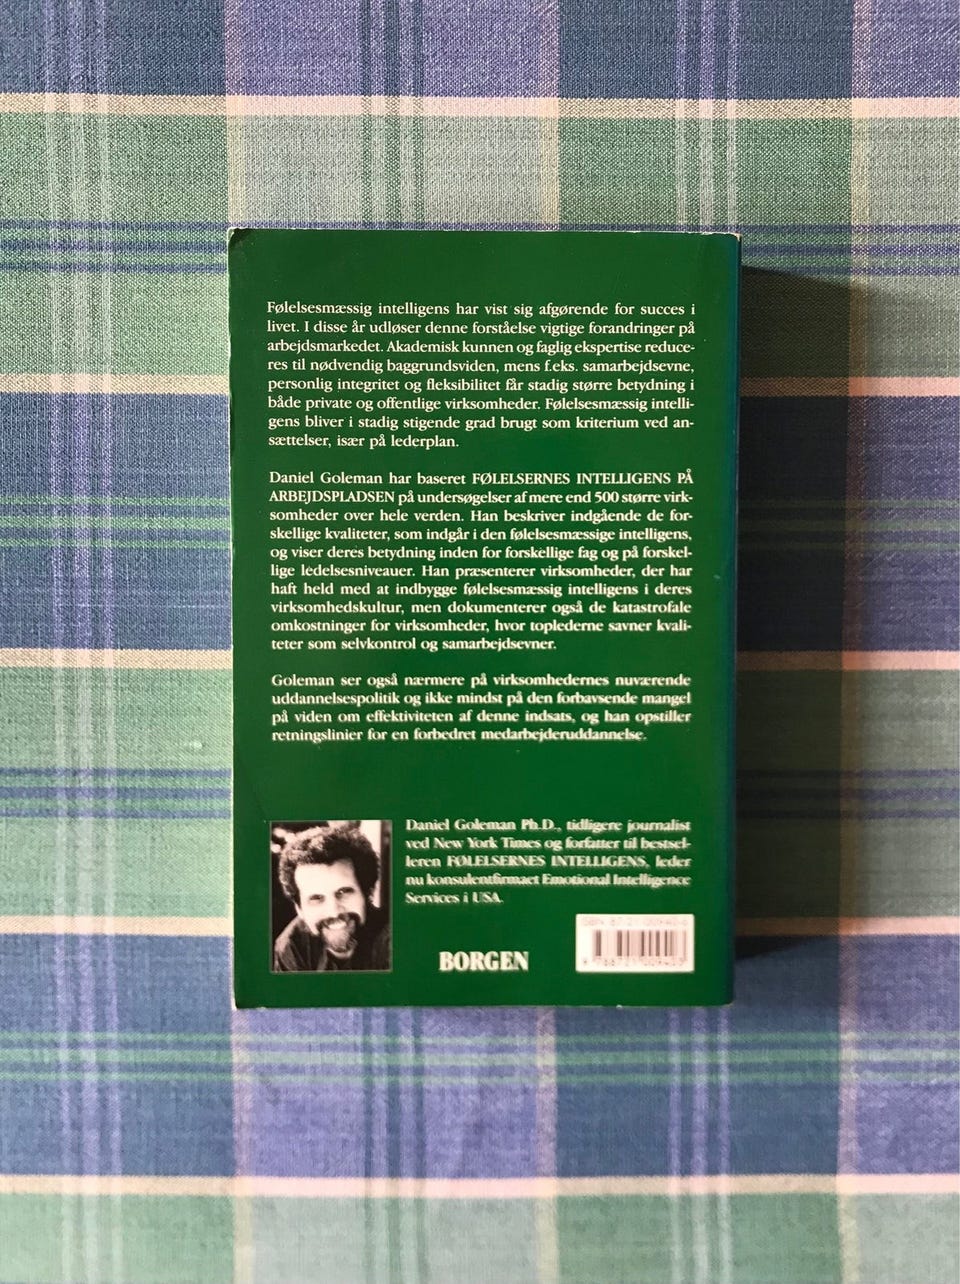 Følelsesmæssig intelligens har vist sig afgørende for succes i
livet. I disse år udløser denne forståelse vigtige forandringer på
arbejdsmarkedet. Akademisk kunnen og faglig ekspertise reduce-
res til nødvendig baggrundsviden, mens f.eks. samarbejdsevne,
personlig integritet og fleksibilitet får stadig større betydning i
både private og offentlige virksomheder. Følelsesmæssig intelli-
gens bliver i stadig stigende grad brugt som kriterium ved an-
sættelser, især på lederplan.
Daniel Goleman har baseret FØLELSERNES INTELLIGENS PÅ
ARBEJDSPLADSEN på undersøgelser af mere end 500 større virk-
somheder over hele verden. Han beskriver indgående de for-
skellige kvaliteter, som indgår i den følelsesmæssige intelligens,
og viser deres betydning inden for forskellige fag og på forskel-
lige ledelsesniveauer. Han præsenterer virksomheder, der har
haft held med at indbygge følelsesmæssig intelligens i deres
virksomhedskultur, men dokumenterer også de katastrofale
omkostninger for virksomheder, hvor toplederne savner kvali-
teter som selvkontrol og samarbejdsevner.
Goleman ser også nærmere på virksomhedernes nuværende
uddannelsespolitik og ikke mindst på den forbavsende mangel
på viden om effektiviteten af denne indsats, og han opstiller
retningslinier for en forbedret medarbejderuddannelse.
Daniel Goleman Ph.D., tidligere journalist
ved New York Times og forfatter til bestsel-
leren FØLELSERNES INTELLIGENS, leder
nu konsulentfirmaet Emotional Intelligence
Services i USA.
BORGEN
ISBN